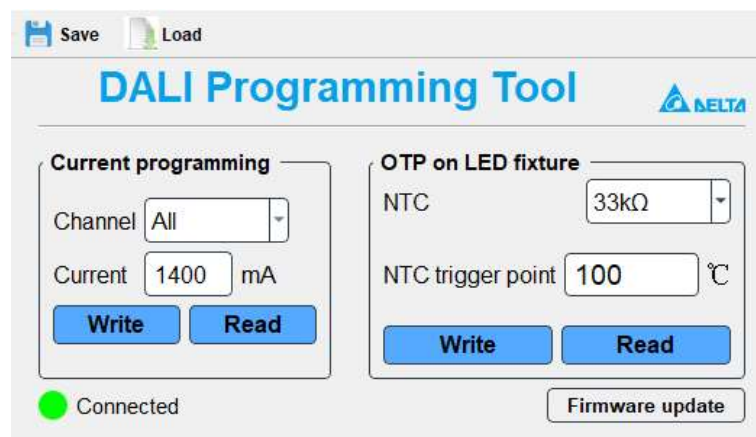 Save Load
DALI Programming Tool
DELTA
Current programming
Channel All
Current 1400 mA
Write Read
OTP on LED fixture
NTC 33kΩ
NTC trigger point 100 ℃
Write Read
Connected
Firmware update